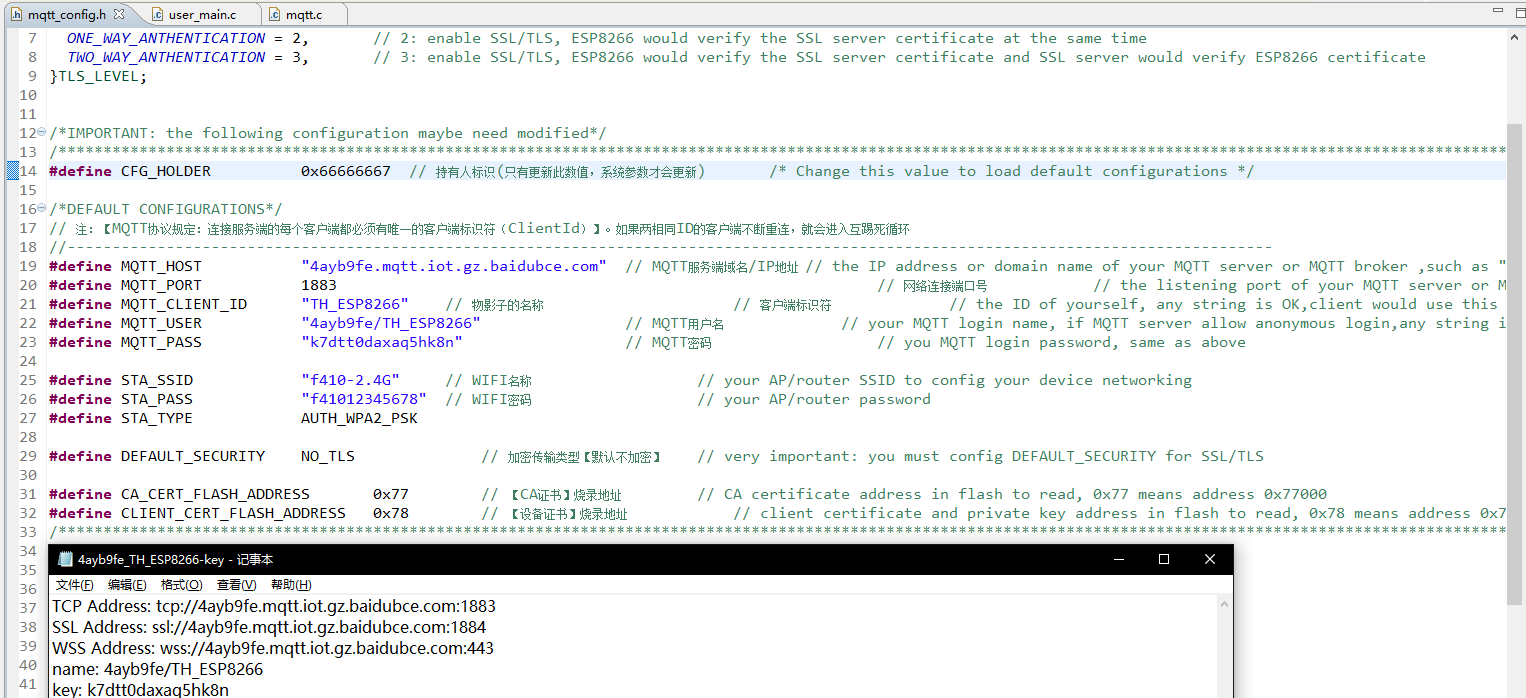 mqtt_config.h user_main.c mqtt.c
7 ONE_WAY_ANTHENTICATION = 2, // 2: enable SSL/TLS, ESP8266 would verify the SSL server certificate at the same time
8 TWO_WAY_ANTHENTICATION = 3, // 3: enable SSL/TLS, ESP8266 would verify the SSL server certificate and SSL server would verify ESP8266 certificate
9 }TLS_LEVEL;
10
11
12 /*IMPORTANT: the following configuration maybe need modified*/
13 /****************************************************************************************************************************************************************
14 #define CFG_HOLDER 0x66666667 // 持有人标识(只有更新此数值，系统参数才会更新) /* Change this value to load default configurations */
15
16 /*DEFAULT CONFIGURATIONS*/
17 // 注：【MQTT协议规定：连接服务端的每个客户端都必须有唯一的客户端标识符（ClientId）】。如果两相同ID的客户端不断重连，就会进入互踢死循环
18 //--------------------------------------------------------------------------------------------------------------------------------------
19 #define MQTT_HOST "4ayb9fe.mqtt.iot.gz.baidubce.com" // MQTT服务端域名/IP地址 // the IP address or domain name of your MQTT server or MQTT broker ,such as "
20 #define MQTT_PORT 1883 // 网络连接端口号 // the listening port of your MQTT server or M
21 #define MQTT_CLIENT_ID "TH_ESP8266" // 物影子的名称 // 客户端标识符 // the ID of yourself, any string is OK,client would use this
22 #define MQTT_USER "4ayb9fe/TH_ESP8266" // MQTT用户名 // your MQTT login name, if MQTT server allow anonymous login,any string i
23 #define MQTT_PASS "k7dtt0daxaq5hk8n" // MQTT密码 // you MQTT login password, same as above
24
25 #define STA_SSID "f410-2.4G" // WIFI名称 // your AP/router SSID to config your device networking
26 #define STA_PASS "f41012345678" // WIFI密码 // your AP/router password
27 #define STA_TYPE AUTH_WPA2_PSK
28
29 #define DEFAULT_SECURITY NO_TLS // 加密传输类型【默认不加密】 // very important: you must config DEFAULT_SECURITY for SSL/TLS
30
31 #define CA_CERT_FLASH_ADDRESS 0x77 // 【CA证书】烧录地址 // CA certificate address in flash to read, 0x77 means address 0x77000
32 #define CLIENT_CERT_FLASH_ADDRESS 0x78 // 【设备证书】烧录地址 // client certificate and private key address in flash to read, 0x78 means address 0x7
33 /****************************************************************************************************************************************************************
34
35
36
37
38
39
40
41
4ayb9fe_TH_ESP8266-key - 记事本
文件(F) 编辑(E) 格式(O) 查看(V) 帮助(H)
TCP Address: tcp://4ayb9fe.mqtt.iot.gz.baidubce.com:1883
SSL Address: ssl://4ayb9fe.mqtt.iot.gz.baidubce.com:1884
WSS Address: wss://4ayb9fe.mqtt.iot.gz.baidubce.com:443
name: 4ayb9fe/TH_ESP8266
key: k7dtt0daxaq5hk8n